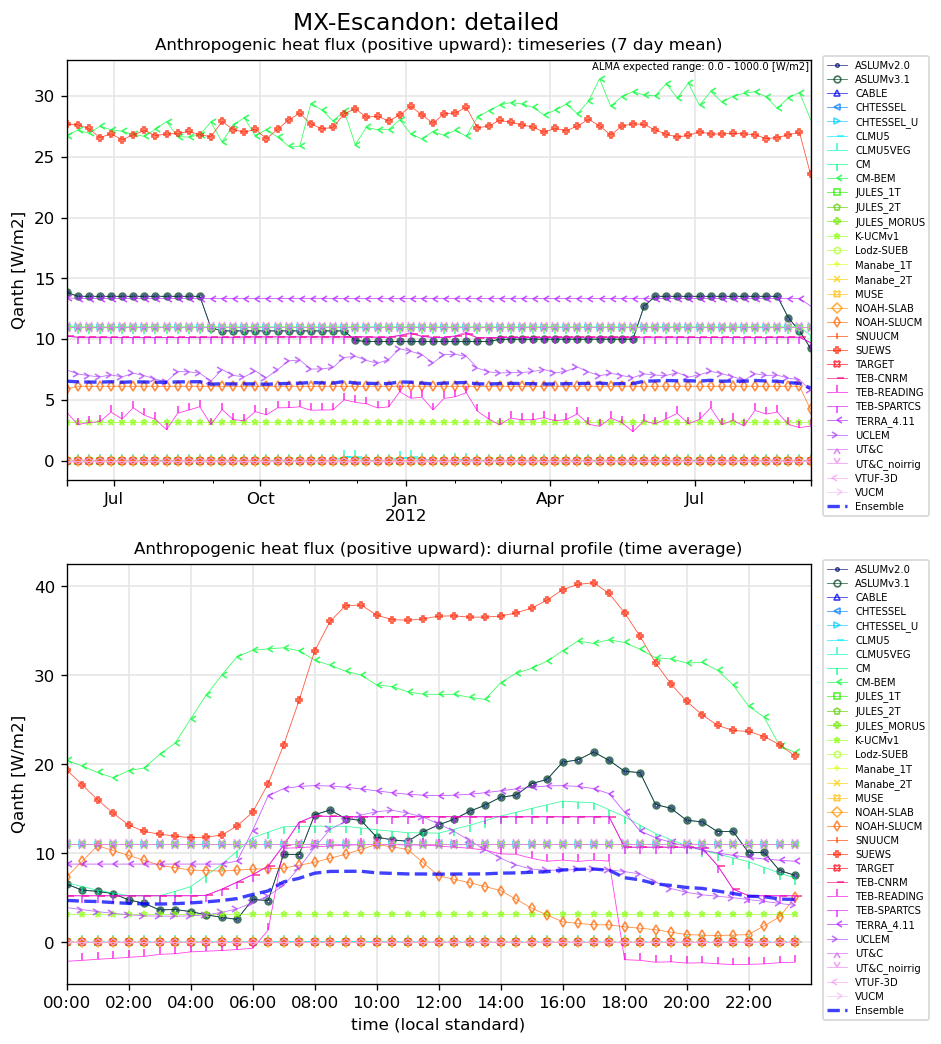 MX-Escandon: detailed
Anthropogenic heat flux (positive upward): timeseries (7 day mean)
ALMA expected range: 0.0 - 1000.0 [W/m2]
Qanth [W/m2]
30
25
20
15
10
5
0
Jul
Oct
Jan
2012
Apr
Jul
ASLUMv2.0
ASLUMv3.1
CABLE
CHTESSEL
CHTESSEL_U
CLMU5
CLMU5VEG
CM
CM-BEM
JULES_1T
JULES_2T
JULES_MORUS
K-UCMv1
Lodz-SUEB
Manabe_1T
Manabe_2T
MUSE
NOAH-SLAB
NOAH-SLUCM
SNUUCM
SUEWS
TARGET
TEB-CNRM
TEB-READING
TEB-SPARTCS
TERRA_4.11
UCLEM
UT&C
UT&C_noirrig
VTUF-3D
VUCM
Ensemble
Anthropogenic heat flux (positive upward): diurnal profile (time average)
Qanth [W/m2]
40
30
20
10
0
00:00
02:00
04:00
06:00
08:00
10:00
12:00
14:00
16:00
18:00
20:00
22:00
time (local standard)
ASLUMv2.0
ASLUMv3.1
CABLE
CHTESSEL
CHTESSEL_U
CLMU5
CLMU5VEG
CM
CM-BEM
JULES_1T
JULES_2T
JULES_MORUS
K-UCMv1
Lodz-SUEB
Manabe_1T
Manabe_2T
MUSE
NOAH-SLAB
NOAH-SLUCM
SNUUCM
SUEWS
TARGET
TEB-CNRM
TEB-READING
TEB-SPARTCS
TERRA_4.11
UCLEM
UT&C
UT&C_noirrig
VTUF-3D
VUCM
Ensemble